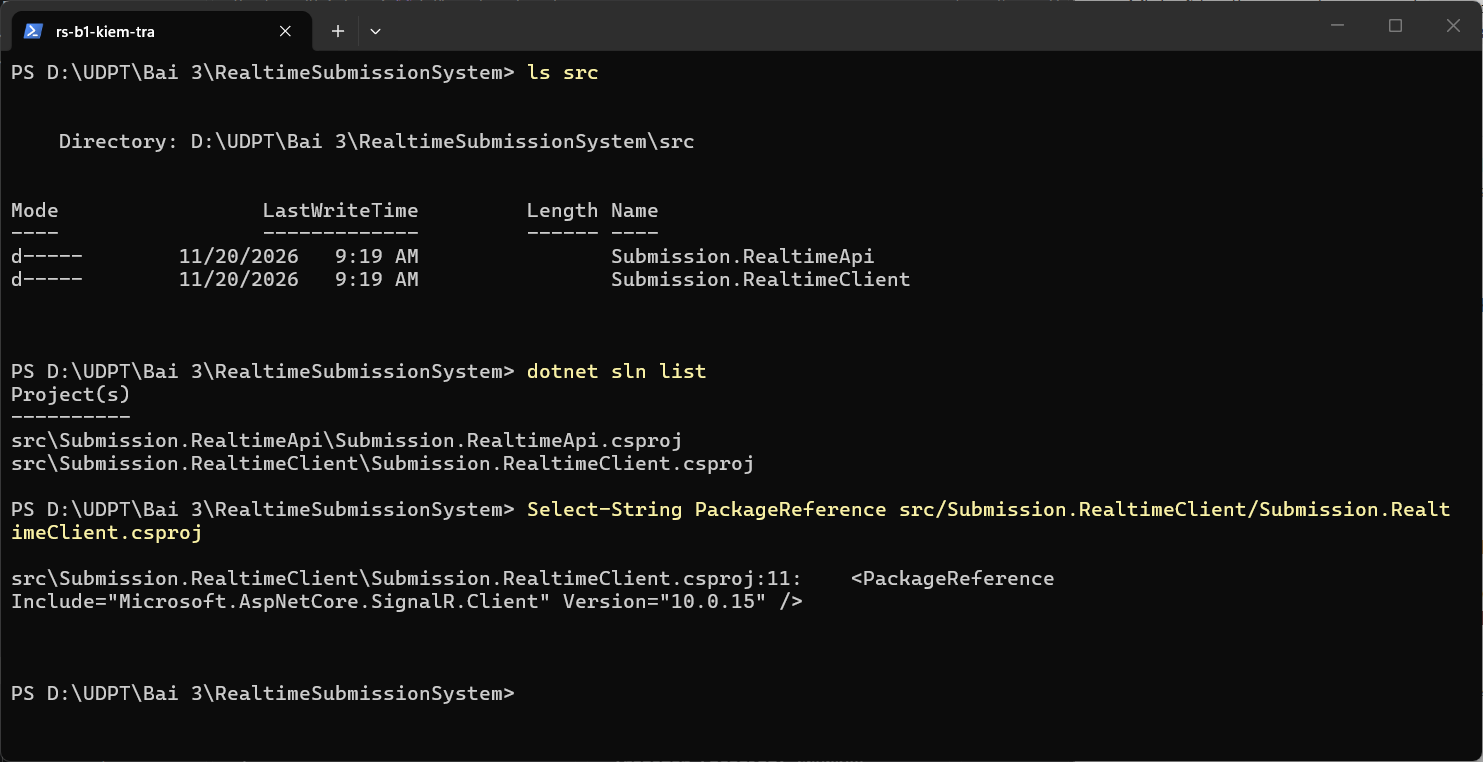 rs-b1-kiem-tra
PS D:\UDPT\Bai 3\RealtimeSubmissionSystem> ls src
    Directory: D:\UDPT\Bai 3\RealtimeSubmissionSystem\src
Mode                 LastWriteTime         Length Name
----                 -------------         ------ ----
d-----        11/20/2026   9:19 AM                Submission.RealtimeApi
d-----        11/20/2026   9:19 AM                Submission.RealtimeClient
PS D:\UDPT\Bai 3\RealtimeSubmissionSystem> dotnet sln list
Project(s)
----------
src\Submission.RealtimeApi\Submission.RealtimeApi.csproj
src\Submission.RealtimeClient\Submission.RealtimeClient.csproj
PS D:\UDPT\Bai 3\RealtimeSubmissionSystem> Select-String PackageReference src/Submission.RealtimeClient/Submission.Realt
imeClient.csproj
src\Submission.RealtimeClient\Submission.RealtimeClient.csproj:11:    <PackageReference
Include="Microsoft.AspNetCore.SignalR.Client" Version="10.0.15" />
PS D:\UDPT\Bai 3\RealtimeSubmissionSystem>